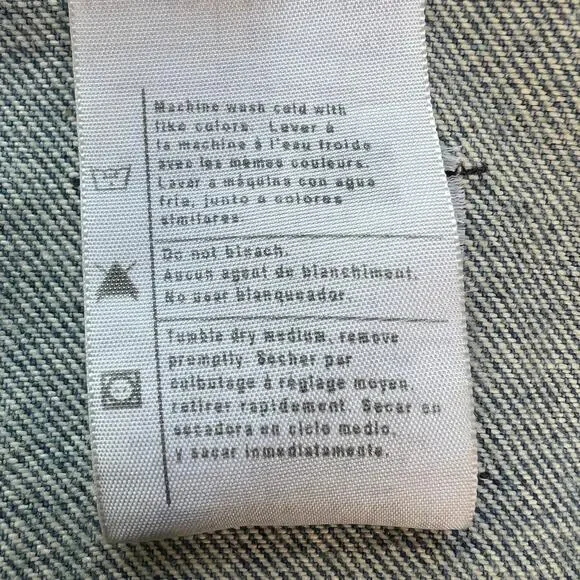 Machine wash cold with
like colors. Laver à
la machine à l'eau froide
avec les mêmes couleurs.
Lavar a máquina con agua
fría, junto a colores
similares.
Do not bleach.
Aucun agent de blanchiment.
No usar blanqueador.
Tumble dry medium, remove
promptly. Sécher par
culbutage à réglage moyen,
retirer rapidement. Secar en
secadora en ciclo medio,
y sacar inmediatamente.